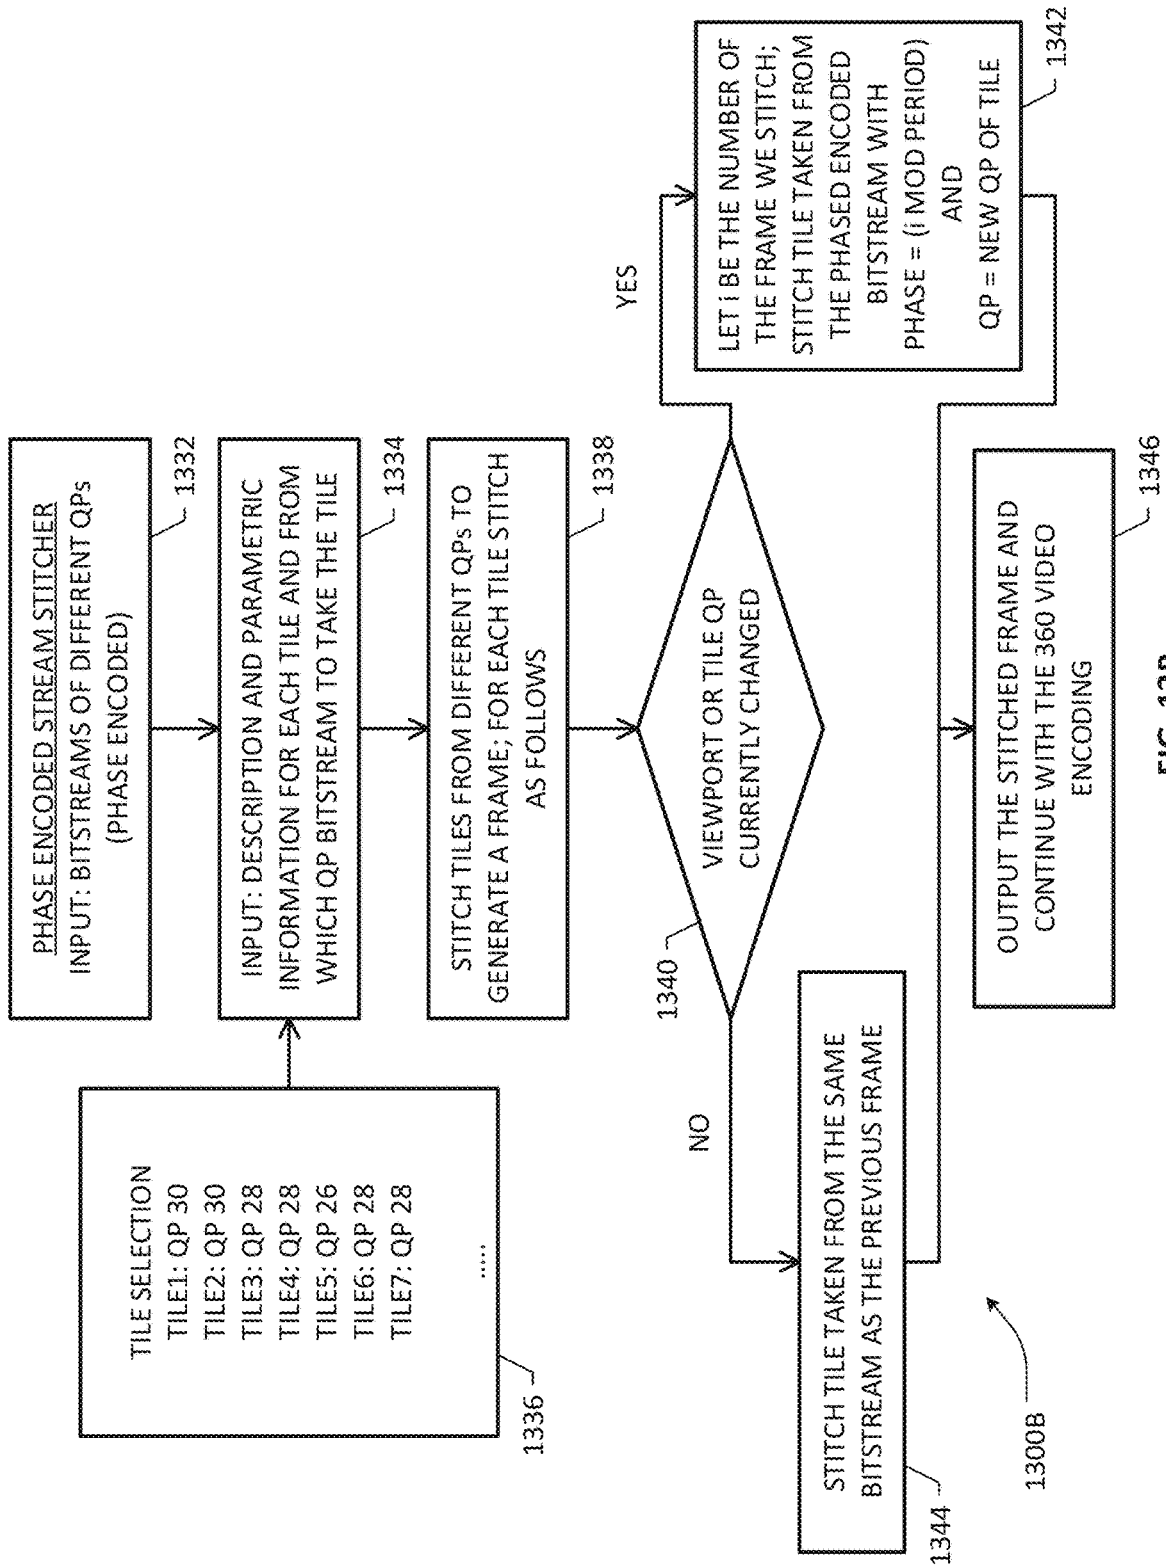 PHASE ENCODED STREAM STITCHER
INPUT: BITSTREAMS OF DIFFERENT QPs
(PHASE ENCODED)
1332
TILE SELECTION
TILE1: QP 30
TILE2: QP 30
TILE3: QP 28
TILE4: QP 28
TILE5: QP 26
TILE6: QP 28
TILE7: QP 28
.....
1336
INPUT: DESCRIPTION AND PARAMETRIC
INFORMATION FOR EACH TILE AND FROM
WHICH QP BITSTREAM TO TAKE THE TILE
1334
STITCH TILES FROM DIFFERENT QPs TO
GENERATE A FRAME; FOR EACH TILE STITCH
AS FOLLOWS
1338
VIEWPORT OR TILE QP
CURRENTLY CHANGED
1340
NO
YES
STITCH TILE TAKEN FROM THE SAME
BITSTREAM AS THE PREVIOUS FRAME
1344
LET i BE THE NUMBER OF
THE FRAME WE STITCH;
STITCH TILE TAKEN FROM
THE PHASED ENCODED
BITSTREAM WITH
PHASE = (i MOD PERIOD)
AND
QP = NEW QP OF TILE
1342
OUTPUT THE STITCHED FRAME AND
CONTINUE WITH THE 360 VIDEO
ENCODING
1346
1300B
FIG.